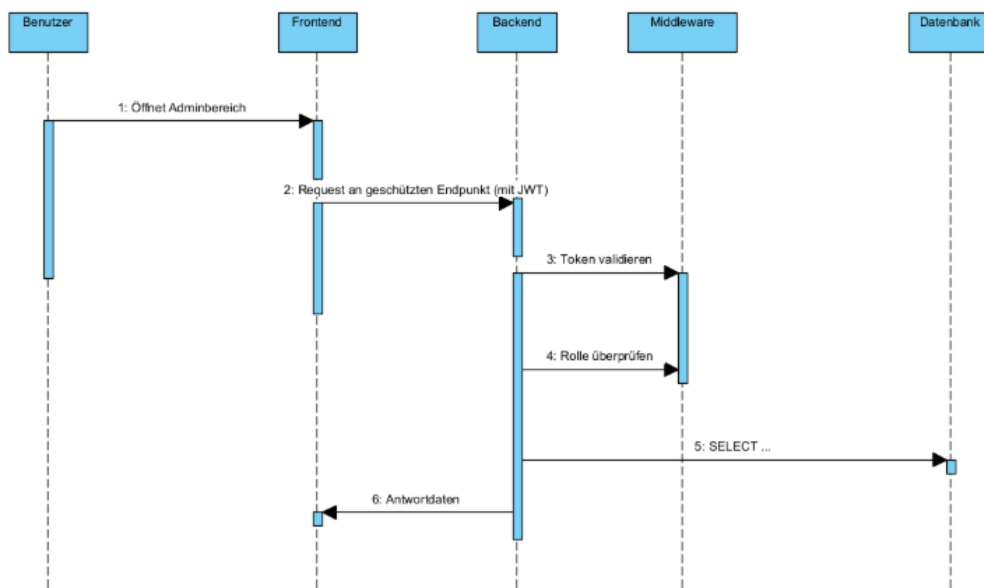 Benutzer
Frontend
Backend
Middleware
Datenbank
1: Öffnet Adminbereich
2: Request an geschützten Endpunkt (mit JWT)
3: Token validieren
4: Rolle überprüfen
5: SELECT ...
6: Antwortdaten